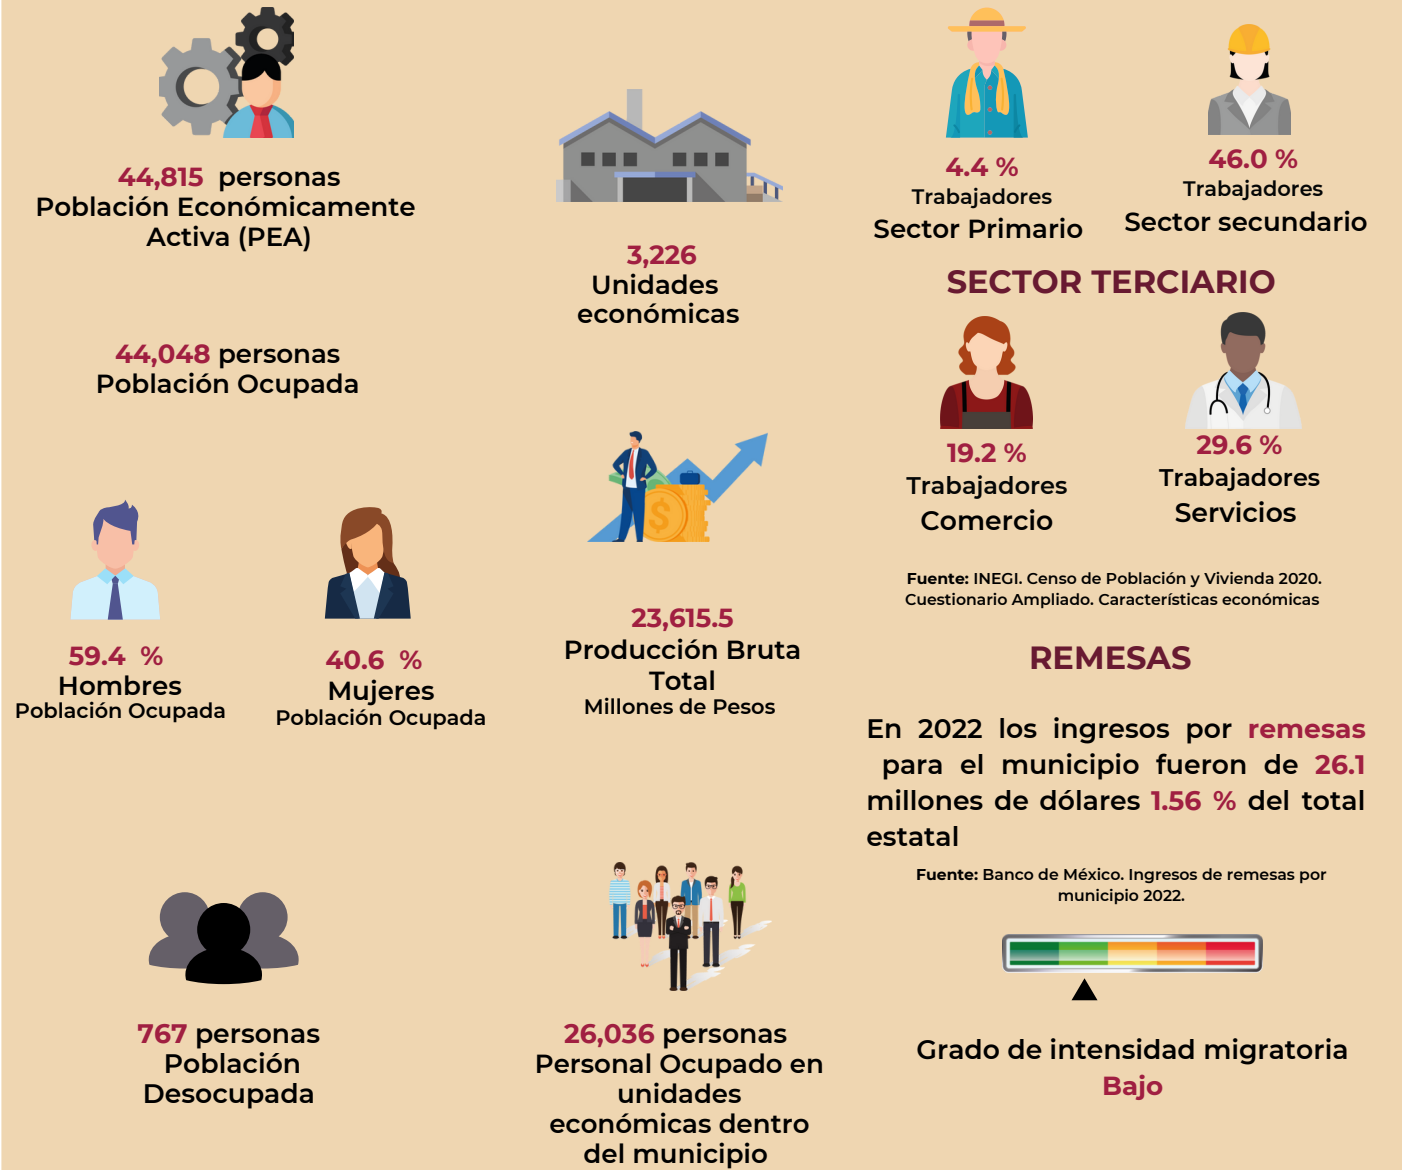 44,815 personas
Población Económicamente
Activa (PEA)
44,048 personas
Población Ocupada
59.4 %
Hombres
Población Ocupada
40.6 %
Mujeres
Población Ocupada
767 personas
Población
Desocupada
3,226
Unidades
económicas
$
23,615.5
Producción Bruta
Total
Millones de Pesos
26,036 personas
Personal Ocupado en
unidades
económicas dentro
del municipio
4.4 %
Trabajadores
Sector Primario
46.0 %
Trabajadores
Sector secundario
SECTOR TERCIARIO
19.2 %
Trabajadores
Comercio
29.6 %
Trabajadores
Servicios
Fuente: INEGI. Censo de Población y Vivienda 2020.
Cuestionario Ampliado. Características económicas
REMESAS
En 2022 los ingresos por remesas
para el municipio fueron de 26.1
millones de dólares 1.56 % del total
estatal
Fuente: Banco de México. Ingresos de remesas por
municipio 2022.
Grado de intensidad migratoria
Bajo